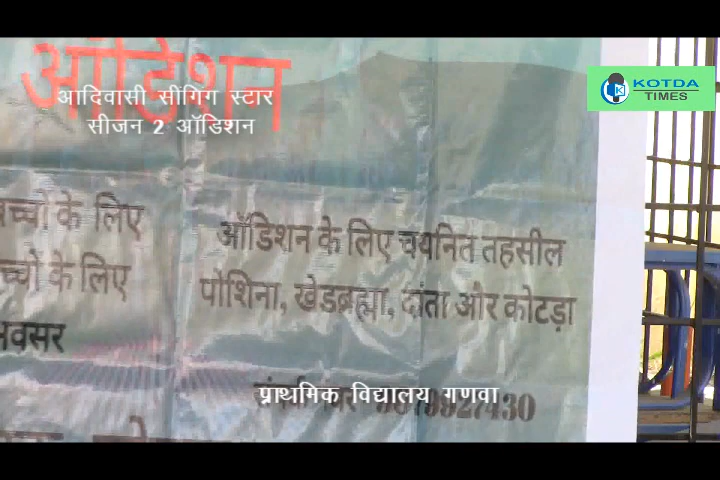 ऑडिशन
आदिवासी सींगिग स्टार
सीजन 2 ऑडिशन
KOTDA
TIMES
के लिए
के लिए
ऑडिशन के लिए चयनित तहसील
पोशिना, खेडब्रह्मा, दांता और कोटड़ा
प्राथमिक विद्यालय गणवा